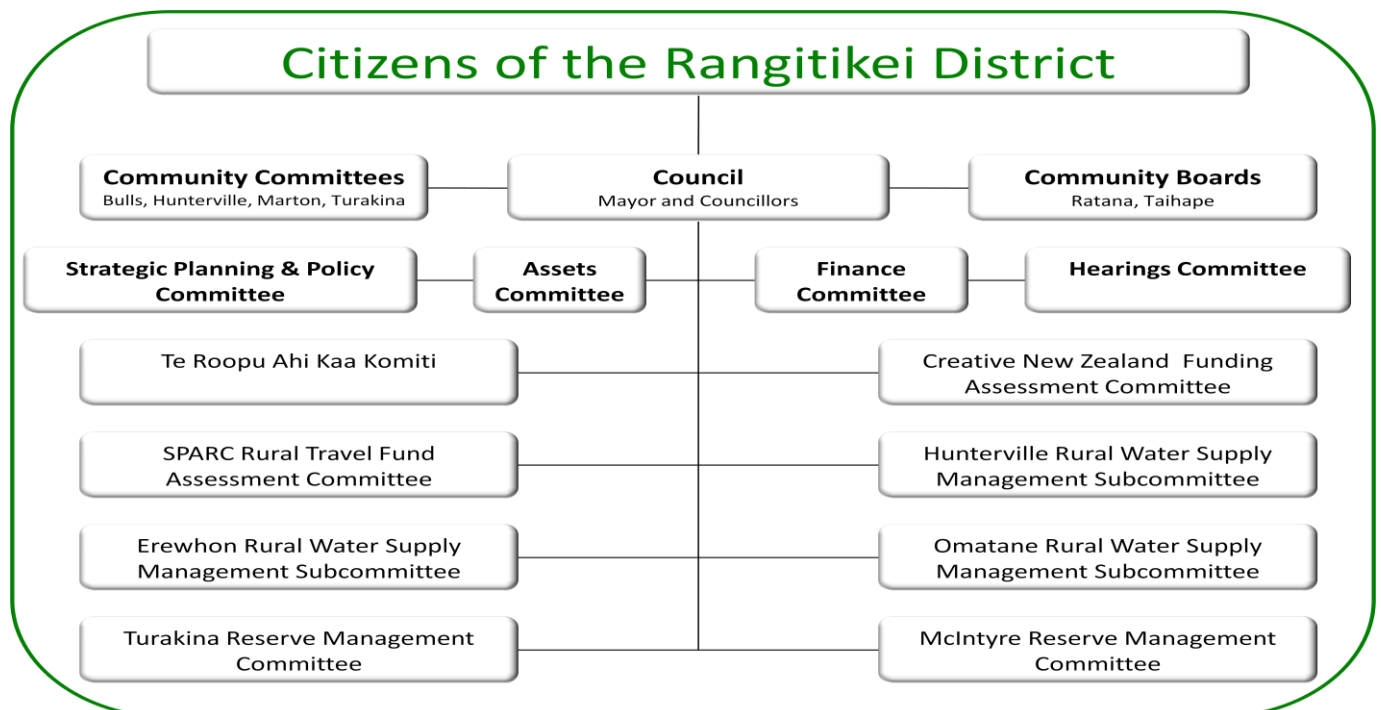 Citizens of the Rangitikei District
Community Committees
Bulls, Hunterville, Marton, Turakina
Council
Mayor and Councillors
Community Boards
Ratana, Taihape
Strategic Planning & Policy
Committee
Assets
Committee
Finance
Committee
Hearings Committee
Te Roopu Ahi Kaa Komiti
Creative New Zealand Funding
Assessment Committee
SPARC Rural Travel Fund
Assessment Committee
Hunterville Rural Water Supply
Management Subcommittee
Erewhon Rural Water Supply
Management Subcommittee
Omatane Rural Water Supply
Management Subcommittee
Turakina Reserve Management
Committee
McIntyre Reserve Management
Committee